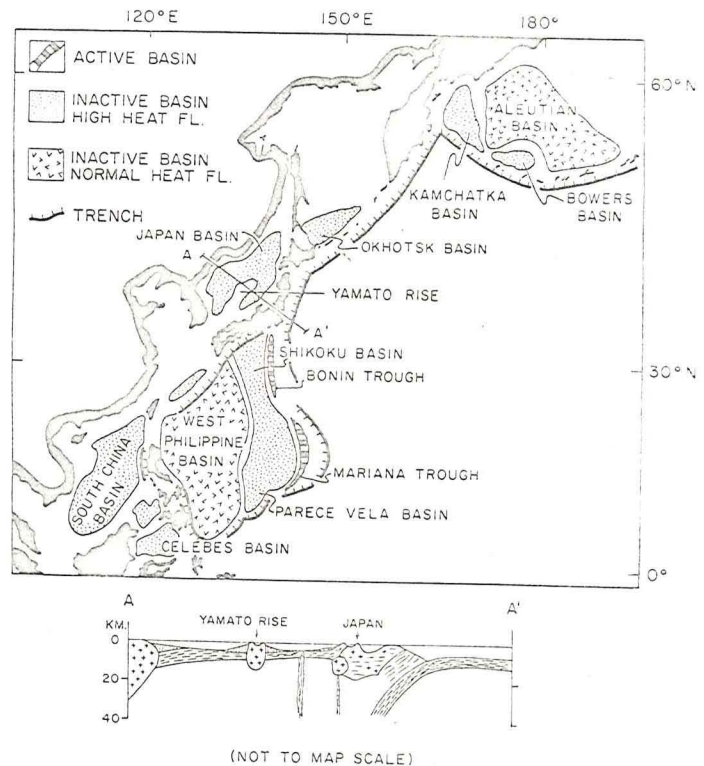 120°E 150°E 180°
ACTIVE BASIN
INACTIVE BASIN
HIGH HEAT FL.
INACTIVE BASIN
NORMAL HEAT FL.
TRENCH
60°N
ALEUTIAN
BASIN
KAMCHATKA
BASIN
BOWERS
BASIN
JAPAN BASIN
A
OKHOTSK BASIN
YAMATO RISE
A'
SHIKOKU BASIN
30°N
BONIN TROUGH
WEST
PHILIPPINE
BASIN
SOUTH CHINA
BASIN
MARIANA TROUGH
PARECE VELA BASIN
CELEBES BASIN
0°
A A'
KM. YAMATO RISE JAPAN
0
20
40
(NOT TO MAP SCALE)